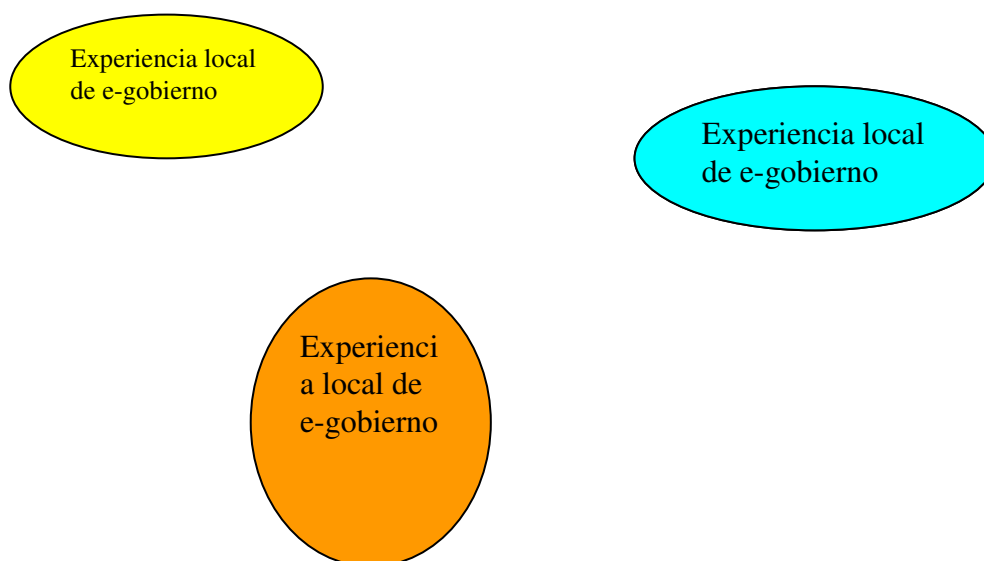 Experiencia local
de e-gobierno
Experiencia local
de e-gobierno
Experienci
a local de
e-gobierno